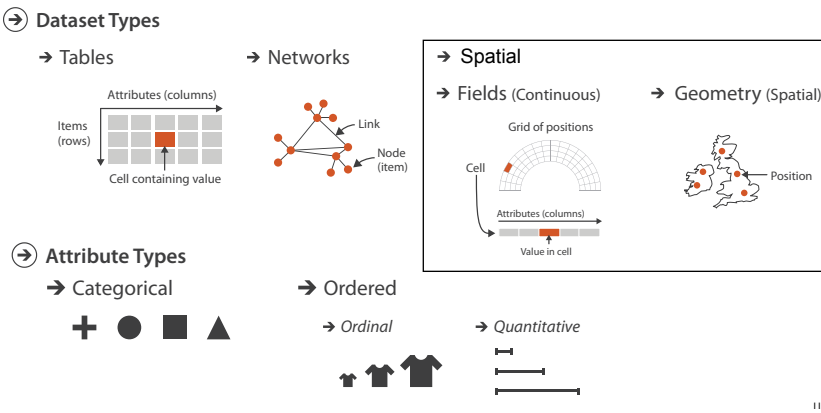 Dataset Types
Tables
Attributes (columns)
Items
(rows)
Cell containing value
Networks
Link
Node
(item)
Spatial
Fields (Continuous)
Grid of positions
Cell
Attributes (columns)
Value in cell
Geometry (Spatial)
Position
Attribute Types
Categorical
Ordered
Ordinal
Quantitative